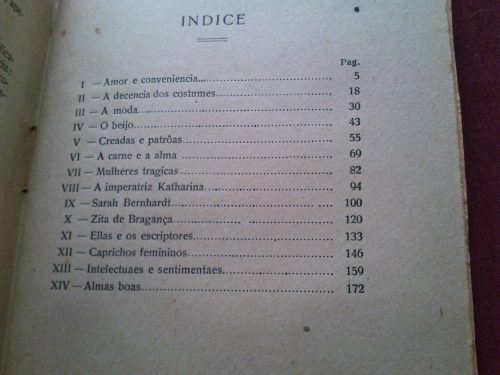 INDICE
Pag.
I — Amor e conveniencia... 5
II — A decencia dos costumes 18
III — A moda 30
IV — O beijo 43
V — Creadas e patrôas 55
VI — A carne e a alma 69
VII — Mulheres tragicas 82
VIII — A imperatriz Katharina 94
IX — Sarah Bernhardt 100
X — Zita de Bragança 120
XI — Ellas e os escriptores 133
XII — Caprichos femininos 146
XIII — Intelectuaes e sentimentaes 159
XIV — Almas boas 172